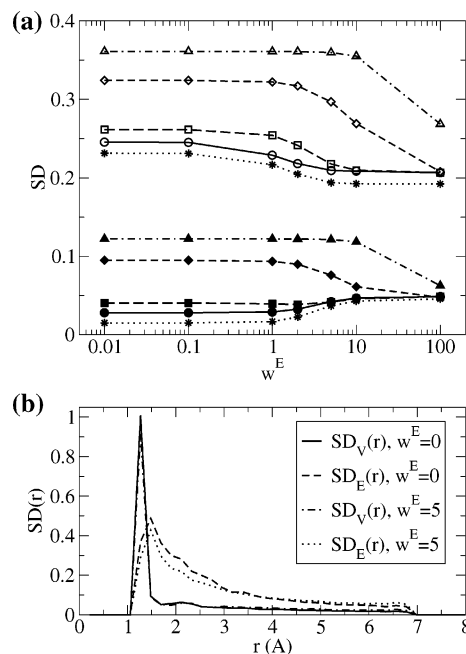 (a)
0.4
0.3
0.2
0.1
0
SD
0.01 0.1 1 10 100
w^E
(b)
1
0.8
0.6
0.4
0.2
0
SD(r)
SD_V(r), w^E=0
SD_E(r), w^E=0
SD_V(r), w^E=5
SD_E(r), w^E=5
0 1 2 3 4 5 6 7 8
r (A)